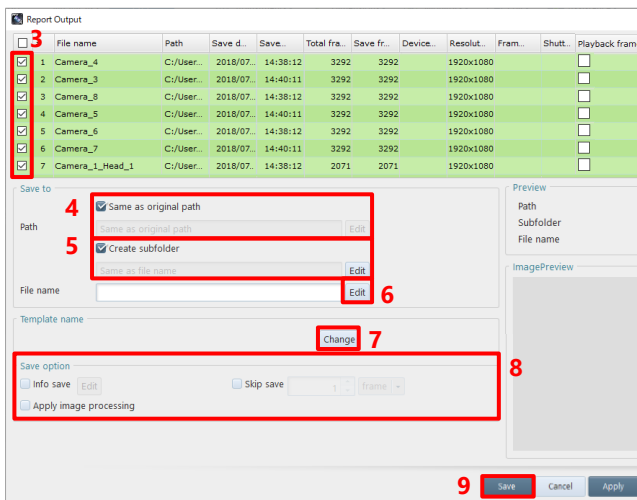 Report Output
3 File name Path Save d... Save... Total fra... Save fr... Device... Resolut... Fram... Shutt... Playback frame
1 Camera_4 C:/User... 2018/07... 14:38:12 3292 3292 1920x1080
2 Camera_3 C:/User... 2018/07... 14:40:11 3292 3292 1920x1080
3 Camera_8 C:/User... 2018/07... 14:38:12 3292 3292 1920x1080
4 Camera_5 C:/User... 2018/07... 14:40:11 3292 3292 1920x1080
5 Camera_6 C:/User... 2018/07... 14:38:12 3292 3292 1920x1080
6 Camera_7 C:/User... 2018/07... 14:40:11 3292 3292 1920x1080
7 Camera_1_Head_1 C:/User... 2018/07... 14:38:12 2071 2071 1920x1080
Save to
4 Same as original path
Path Same as original path Edit
5 Create subfolder
Same as file name Edit
File name Edit 6
Template name
Change 7
Save option 8
Info save Edit Skip save 1 frame
Apply image processing
Preview
Path
Subfolder
File name
ImagePreview
9 Save Cancel Apply